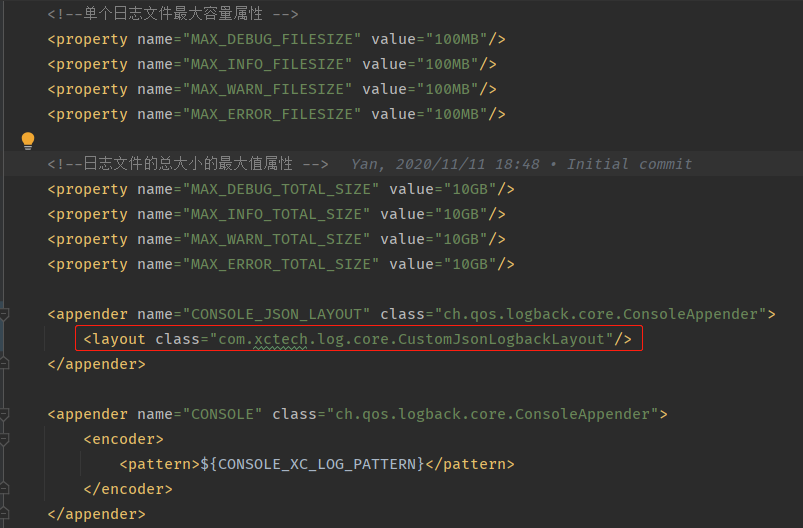 <!--单个日志文件最大容量属性 -->
<property name="MAX_DEBUG_FILESIZE" value="100MB"/>
<property name="MAX_INFO_FILESIZE" value="100MB"/>
<property name="MAX_WARN_FILESIZE" value="100MB"/>
<property name="MAX_ERROR_FILESIZE" value="100MB"/>
<!--日志文件的总大小的最大值属性 --> Yan, 2020/11/11 18:48 • Initial commit
<property name="MAX_DEBUG_TOTAL_SIZE" value="10GB"/>
<property name="MAX_INFO_TOTAL_SIZE" value="10GB"/>
<property name="MAX_WARN_TOTAL_SIZE" value="10GB"/>
<property name="MAX_ERROR_TOTAL_SIZE" value="10GB"/>
<appender name="CONSOLE_JSON_LAYOUT" class="ch.qos.logback.core.ConsoleAppender">
<layout class="com.xctech.log.core.CustomJsonLogbackLayout"/>
</appender>
<appender name="CONSOLE" class="ch.qos.logback.core.ConsoleAppender">
<encoder>
<pattern>${CONSOLE_XC_LOG_PATTERN}</pattern>
</encoder>
</appender>